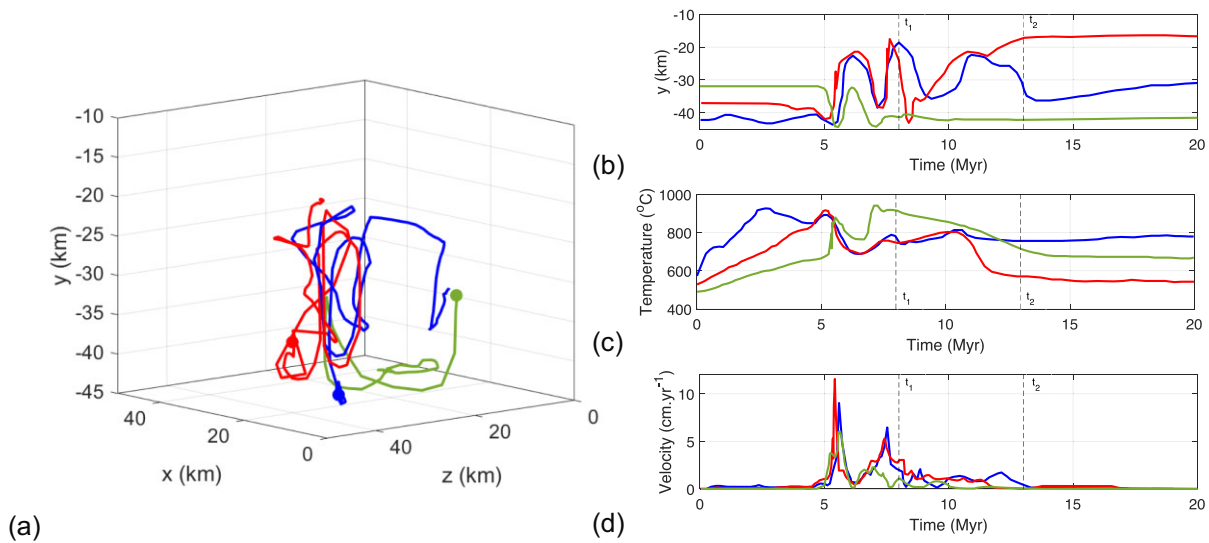 -10
-15
-20
-25
-30
-35
-40
-45
y (km)
40
20
0
x (km)
40
20
0
z (km)
(a)
-10
-20
-30
-40
y (km)
t1
t2
0
5
10
15
20
Time (Myr)
(b)
1000
800
600
400
Temperature (°C)
t1
t2
0
5
10
15
20
Time (Myr)
(c)
10
5
0
Velocity (cm.yr-1)
t1
t2
0
5
10
15
20
Time (Myr)
(d)